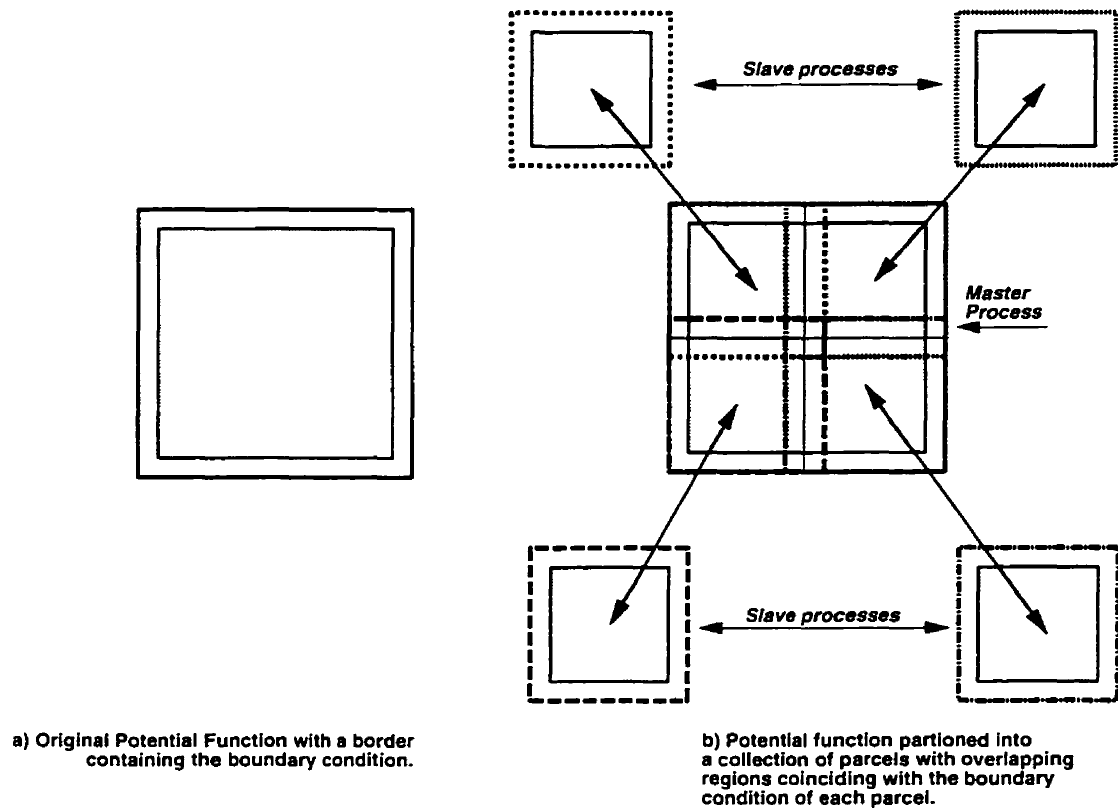 Slave processes
Master
Process
Slave processes
a) Original Potential Function with a border
containing the boundary condition.
b) Potential function partioned into
a collection of parcels with overlapping
regions coinciding with the boundary
condition of each parcel.